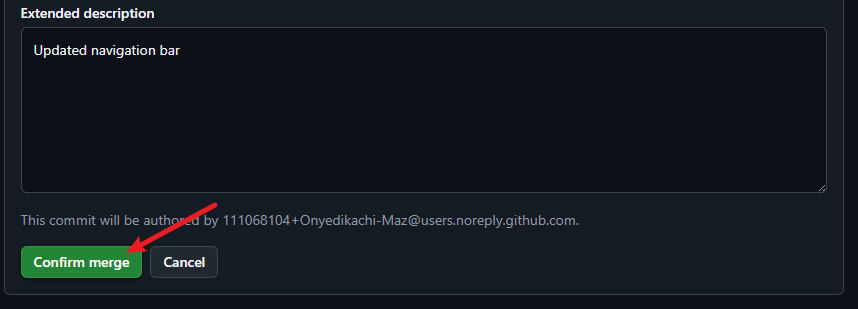 Extended description
Updated navigation bar
This commit will be authored by 111068104+Onyedikachi-Maz@users.noreply.github.com.
Confirm merge
Cancel